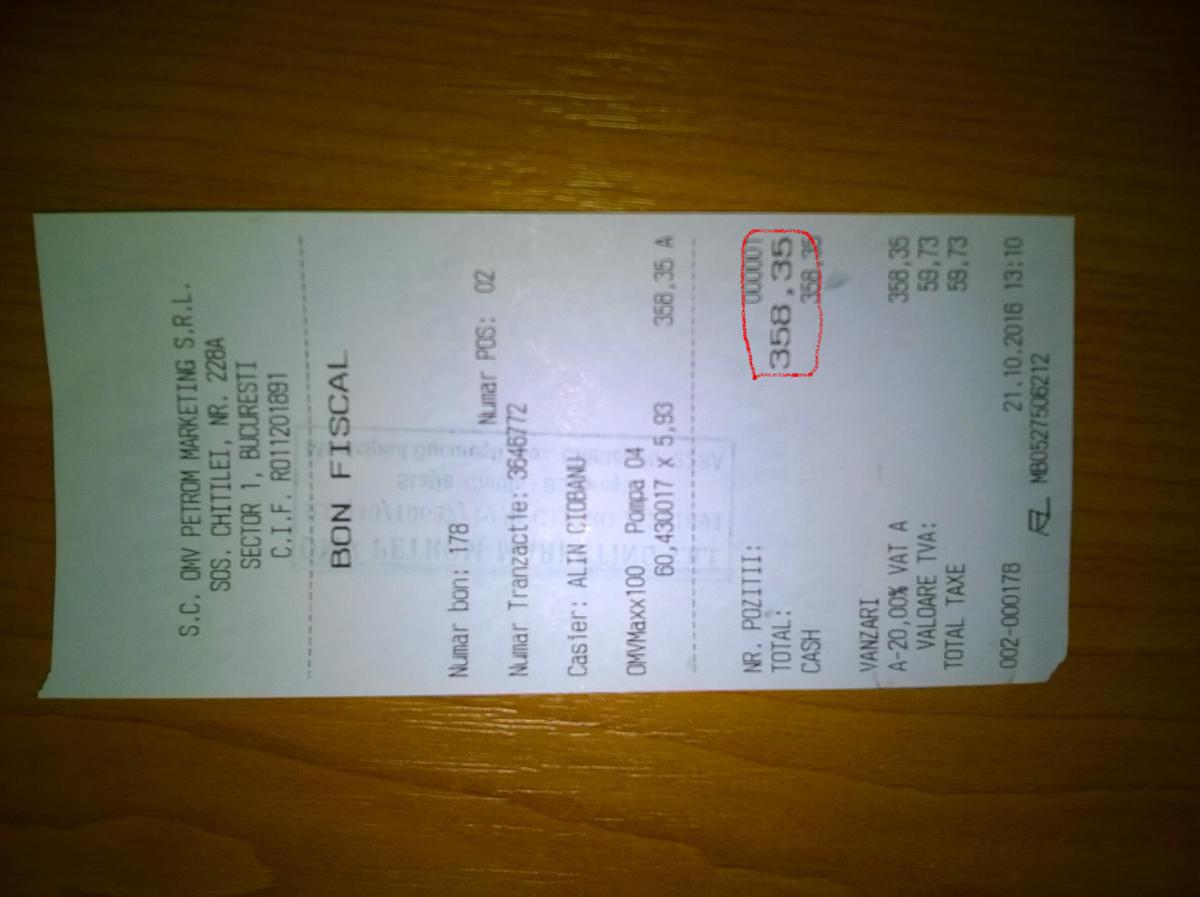 S.C. OMV PETROM MARKETING S.R.L.
SOS. CHITILEI, NR. 228A
SECTOR 1, BUCURESTI
C.I.F. RO11201891
BON FISCAL
Numar bon: 178 Numar POS: 02
Numar Tranzactie: 3646772
Casier: ALIN CIOBANU
OMVMaxx100 Pompa 04
60,430017 X 5,93 358,35 A
NR. POZITII: 000001
TOTAL: 358,35
CASH 358,35
VANZARI
A-20,00% VAT A 358,35
VALOARE TVA: 59,73
TOTAL TAXE 59,73
002-000178 21.10.2016 13:10
MB0527506212